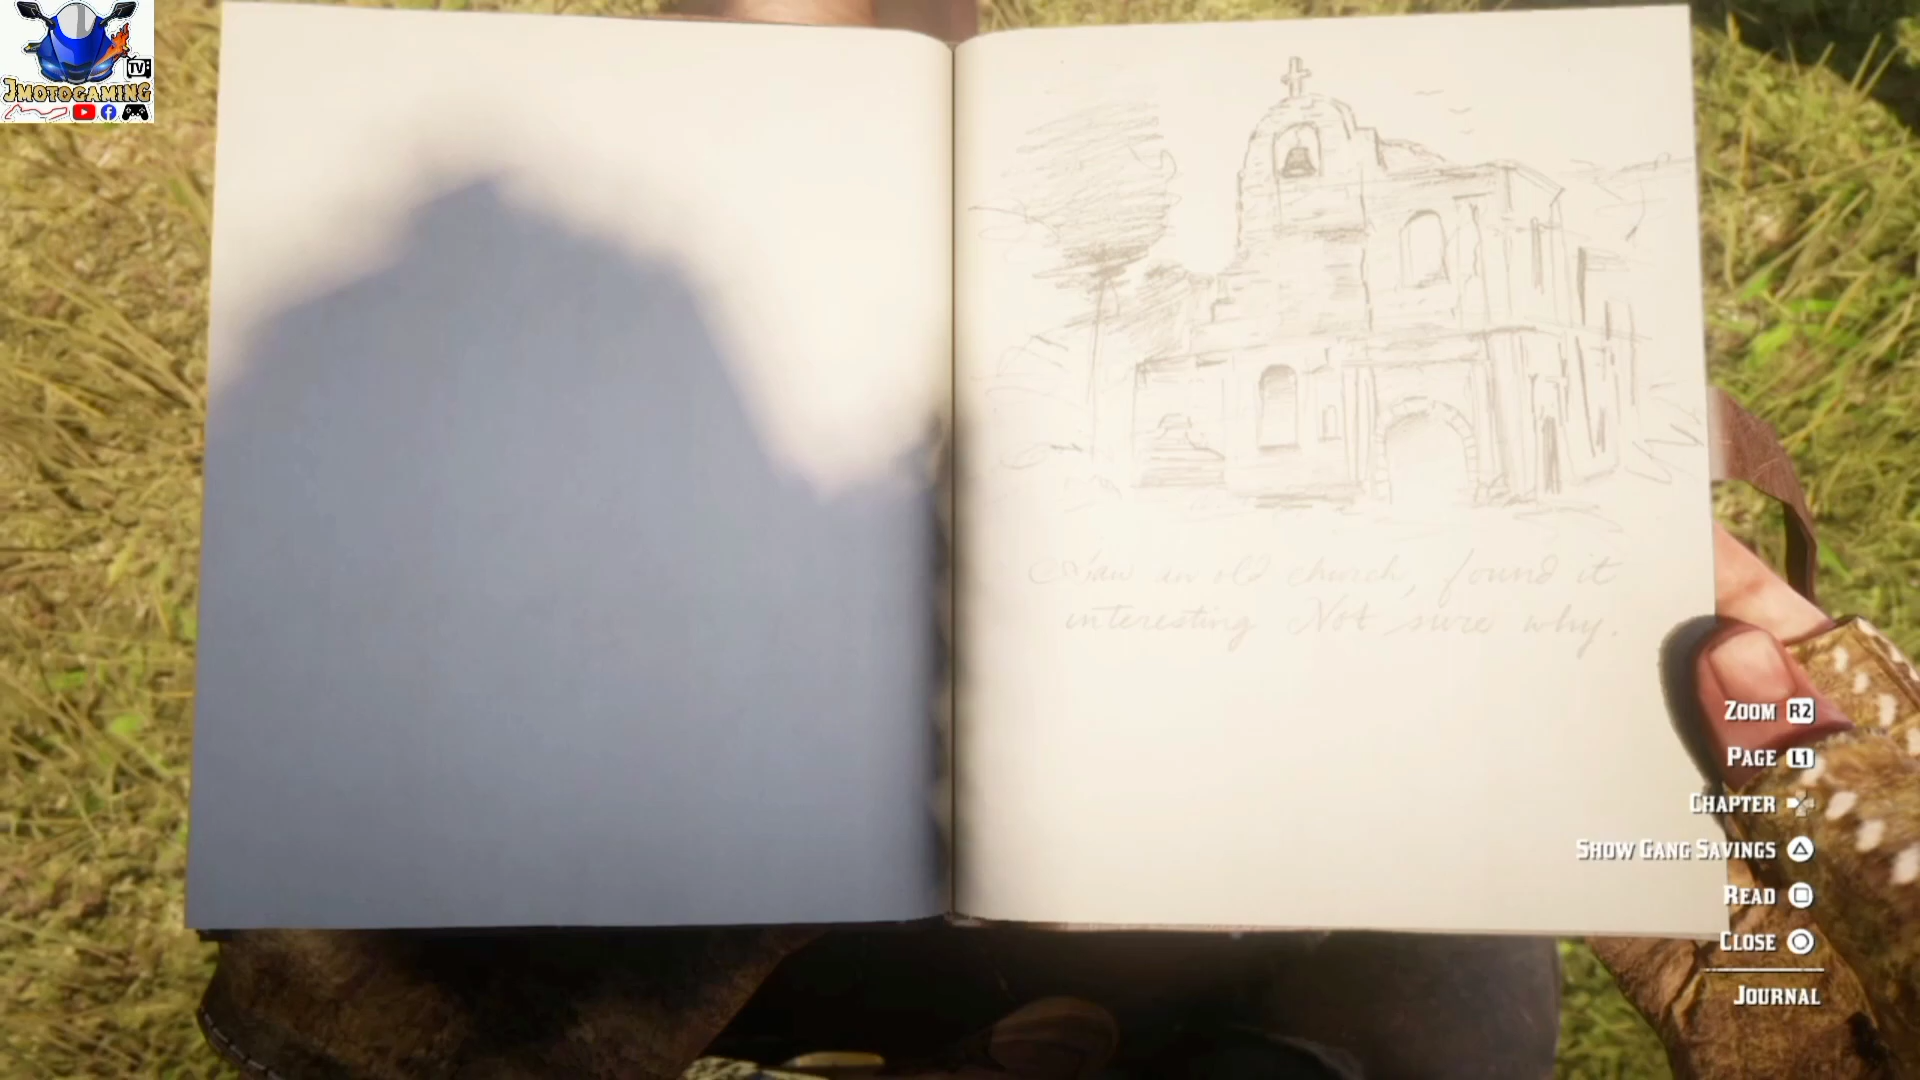 TV
JMOTOGAMING
Saw an old church, found it
interesting Not sure why.
ZOOM R2
PAGE L1
CHAPTER
SHOW GANG SAVINGS
READ
CLOSE
JOURNAL